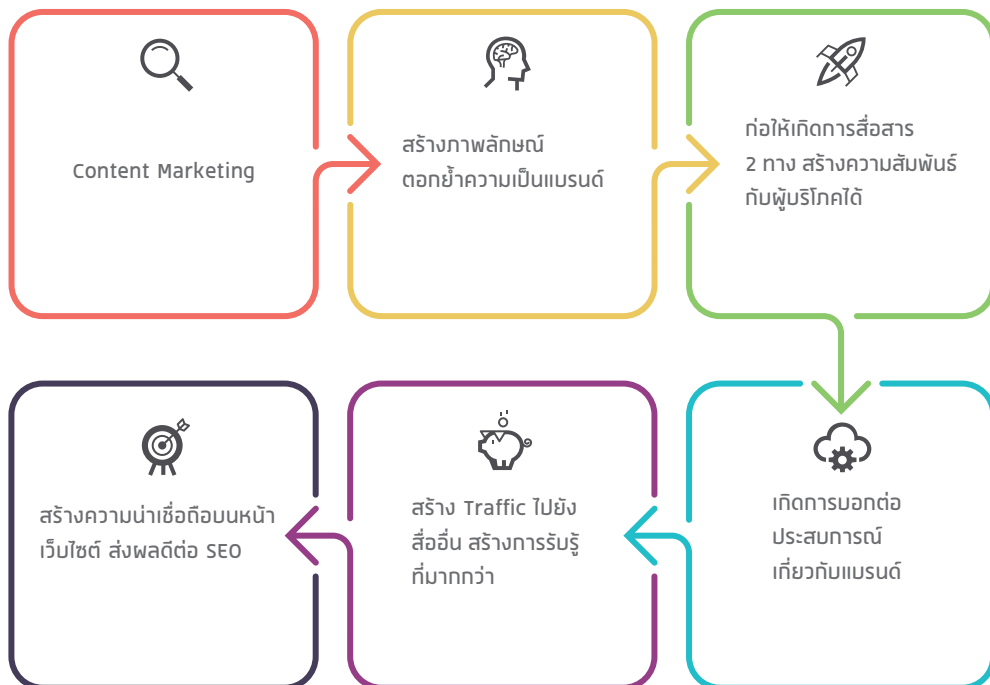 Content Marketing
สร้างภาพลักษณ์
ตอกย้ำความเป็นแบรนด์
ก่อให้เกิดการสื่อสาร
2 ทาง สร้างความสัมพันธ์
กับผู้บริโภคได้
เกิดการบอกต่อ
ประสบการณ์
เกี่ยวกับแบรนด์
สร้าง Traffic ไปยัง
สื่ออื่น สร้างการรับรู้
ที่มากกว่า
สร้างความน่าเชื่อถือบนหน้า
เว็บไซต์ ส่งผลดีต่อ SEO